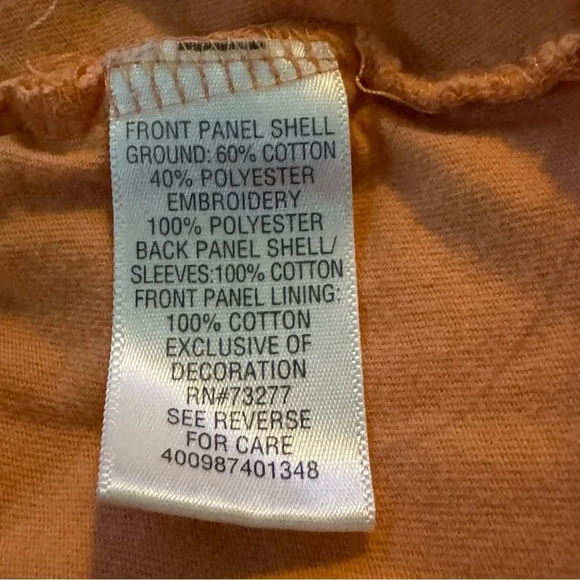 FRONT PANEL SHELL
GROUND: 60% COTTON
40% POLYESTER
EMBROIDERY
100% POLYESTER
BACK PANEL SHELL/
SLEEVES:100% COTTON
FRONT PANEL LINING:
100% COTTON
EXCLUSIVE OF
DECORATION
RN#73277
SEE REVERSE
FOR CARE
400987401348